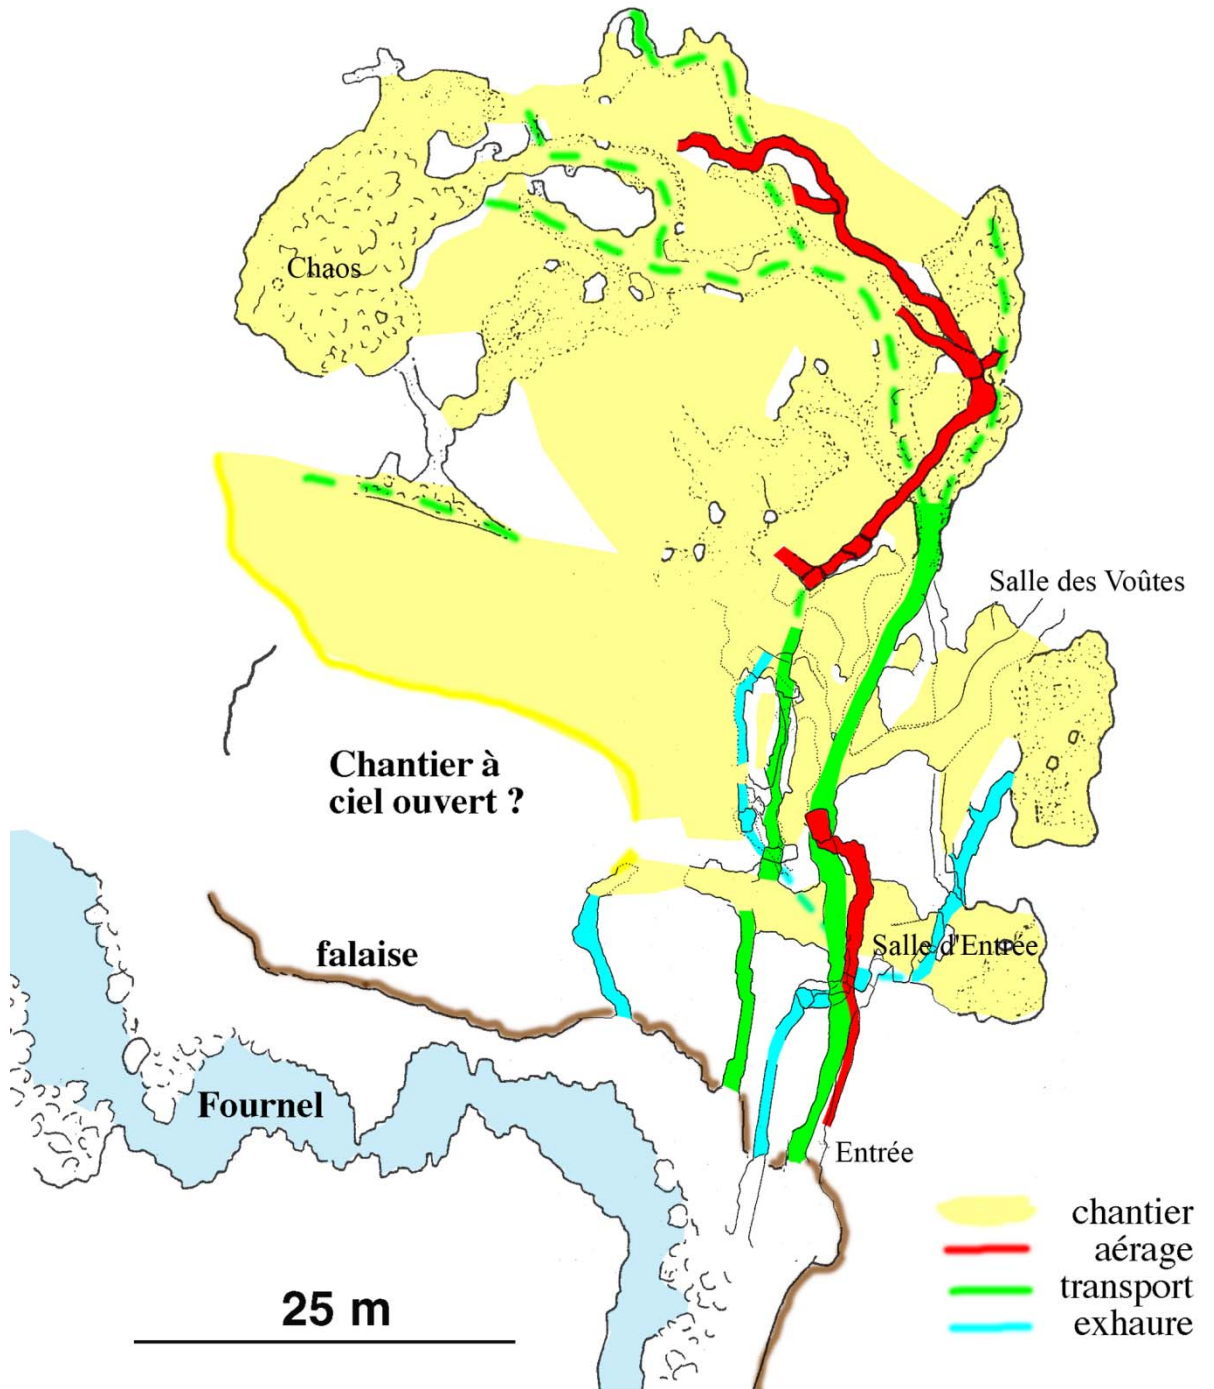 Chaos
Salle des Voûtes
Chantier à
ciel ouvert ?
falaise
Salle d'Entrée
Fournel
Entrée
chantier
aérage
transport
exhaure
25 m